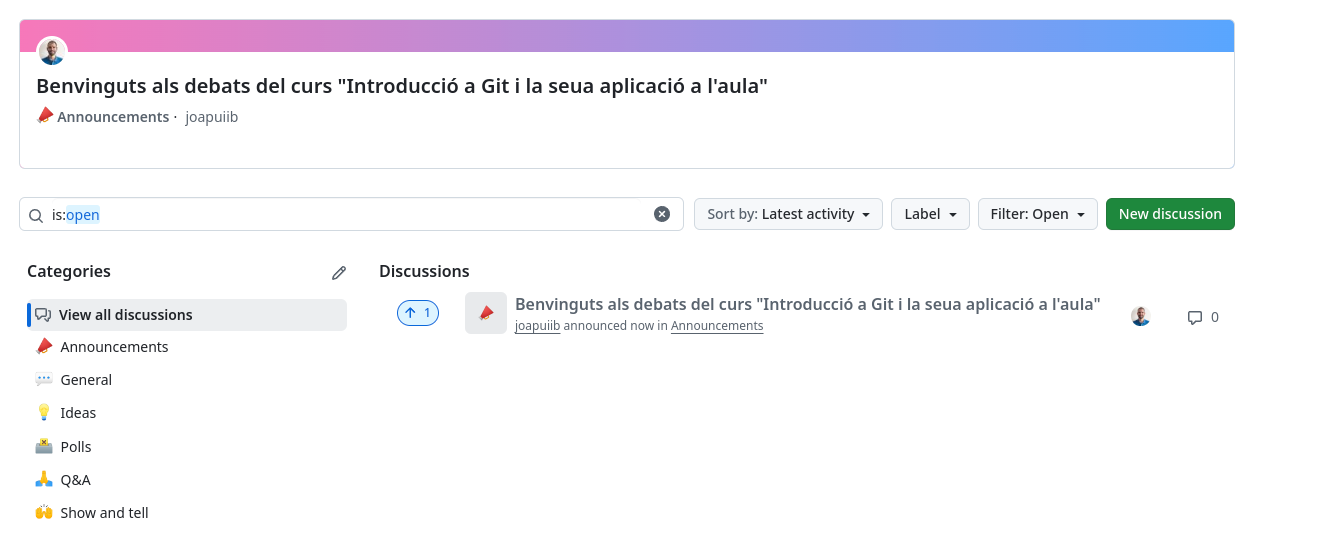 Benvinguts als debats del curs "Introducció a Git i la seua aplicació a l'aula"
Announcements · joapuiib
is:open
Sort by: Latest activity
Label
Filter: Open
New discussion
Categories
View all discussions
Announcements
General
Ideas
Polls
Q&A
Show and tell
Discussions
1
Benvinguts als debats del curs "Introducció a Git i la seua aplicació a l'aula"
joapuiib announced now in Announcements
0